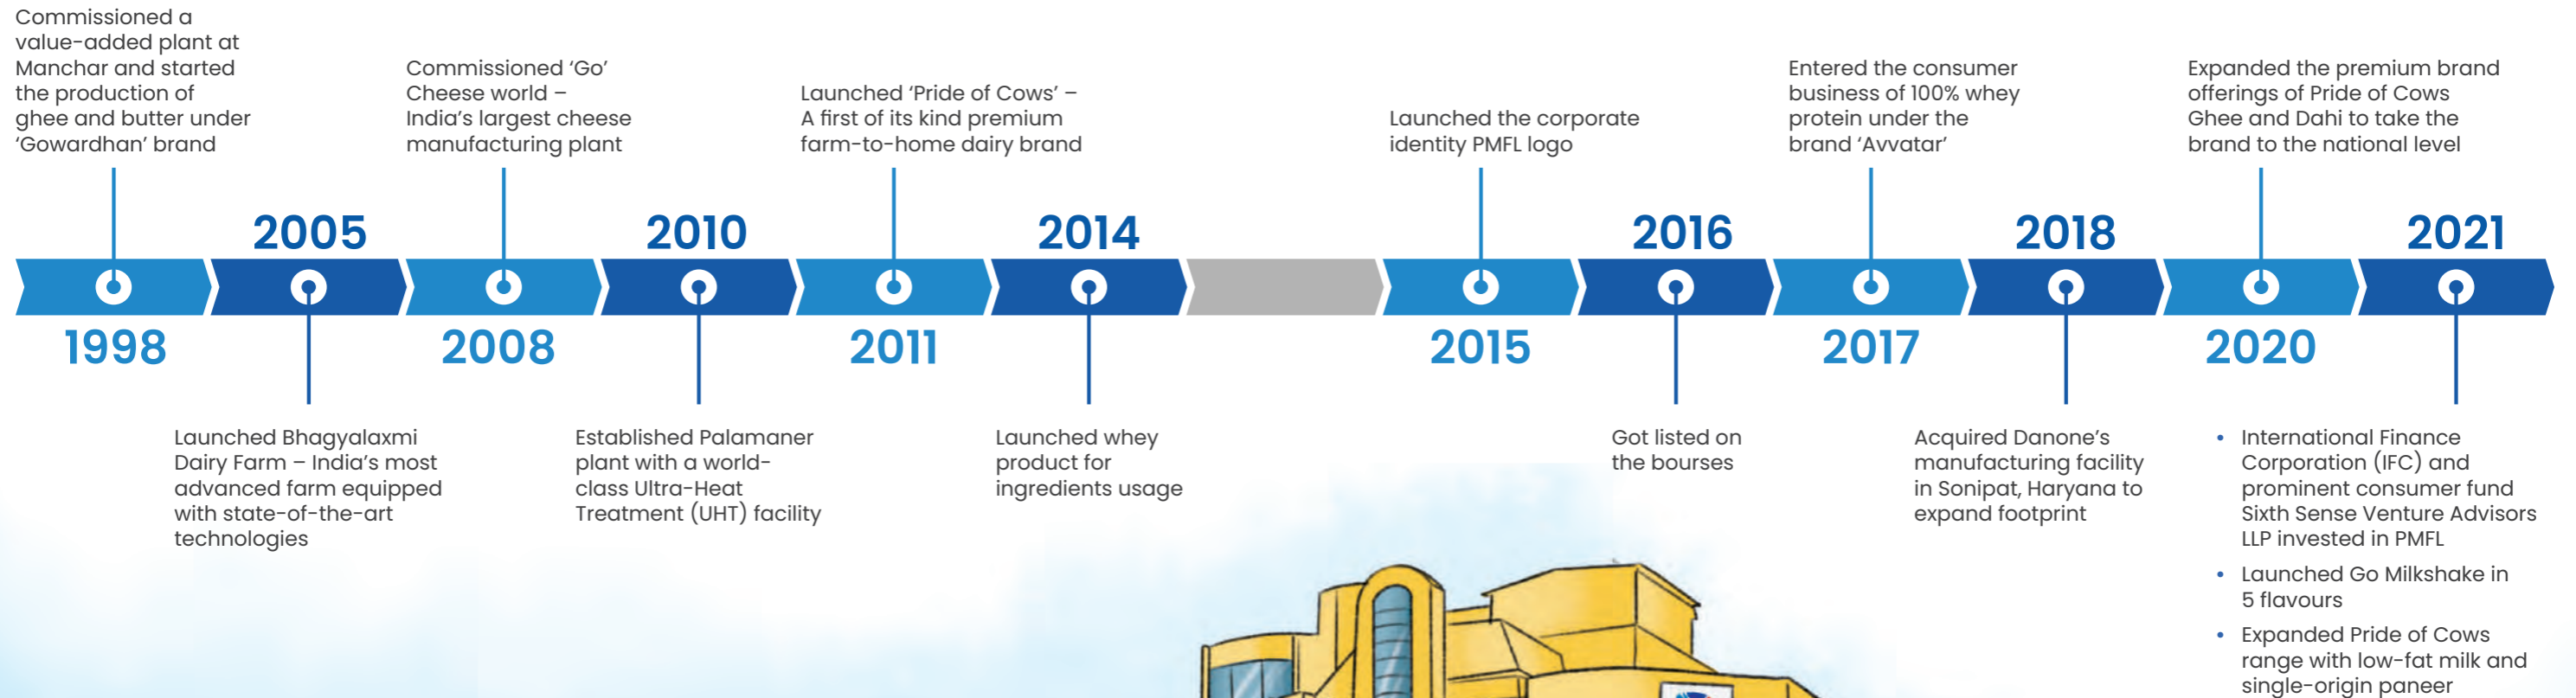 Commissioned a
value-added plant at
Manchar and started
the production of
ghee and butter under
‘Gowardhan’ brand
1998
2005
Launched Bhagyalaxmi
Dairy Farm – India’s most
advanced farm equipped
with state-of-the-art
technologies
Commissioned ‘Go’
Cheese world –
India’s largest cheese
manufacturing plant
2008
2010
Established Palamaner
plant with a world-
class Ultra-Heat
Treatment (UHT) facility
Launched ‘Pride of Cows’ –
A first of its kind premium
farm-to-home dairy brand
2011
2014
Launched whey
product for
ingredients usage
Launched the corporate
identity PMFL logo
2015
2016
Got listed on
the bourses
Entered the consumer
business of 100% whey
protein under the
brand ‘Avvatar’
2017
2018
Acquired Danone’s
manufacturing facility
in Sonipat, Haryana to
expand footprint
Expanded the premium brand
offerings of Pride of Cows
Ghee and Dahi to take the
brand to the national level
2020
2021
• International Finance
Corporation (IFC) and
prominent consumer fund
Sixth Sense Venture Advisors
LLP invested in PMFL
• Launched Go Milkshake in
5 flavours
• Expanded Pride of Cows
range with low-fat milk and
single-origin paneer